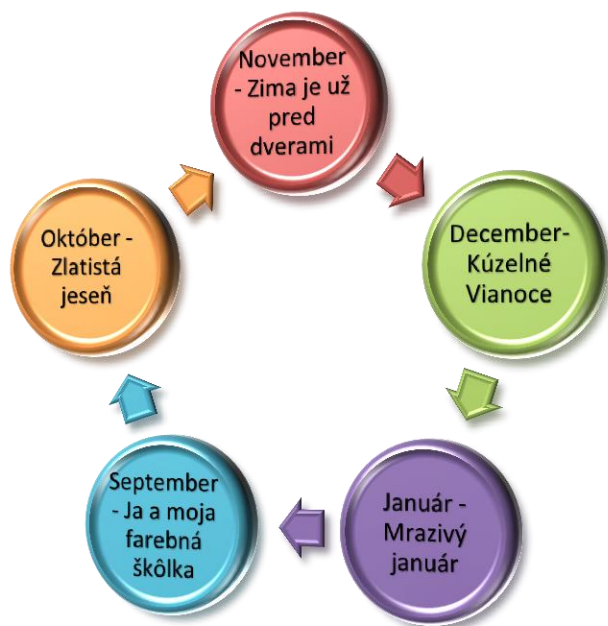 November
- Zima je už
pred
dverami
December-
Kúzelné
Vianoce
Január -
Mrazivý
január
September
- Ja a moja
farebná
škôlka
Október -
Zlatistá
jeseň